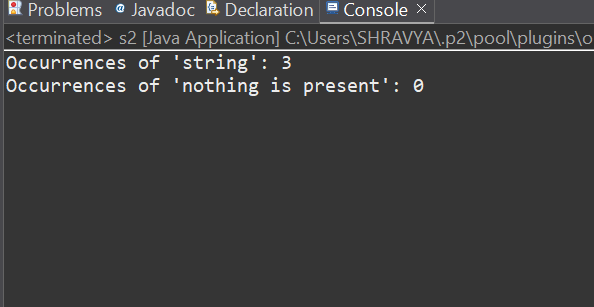 Problems @ Javadoc Declaration Console ×
<terminated> s2 [Java Application] C:\Users\SHRAVYA\.p2\pool\plugins\o
Occurrences of 'string': 3
Occurrences of 'nothing is present': 0